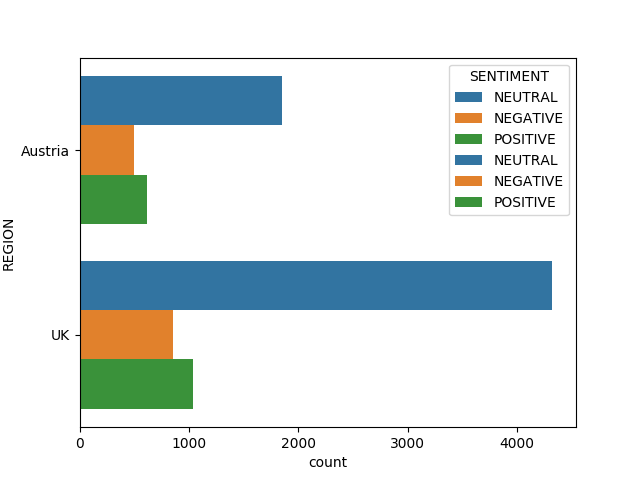 SENTIMENT
NEUTRAL
NEGATIVE
POSITIVE
NEUTRAL
NEGATIVE
POSITIVE
Austria
UK
REGION
0 1000 2000 3000 4000
count